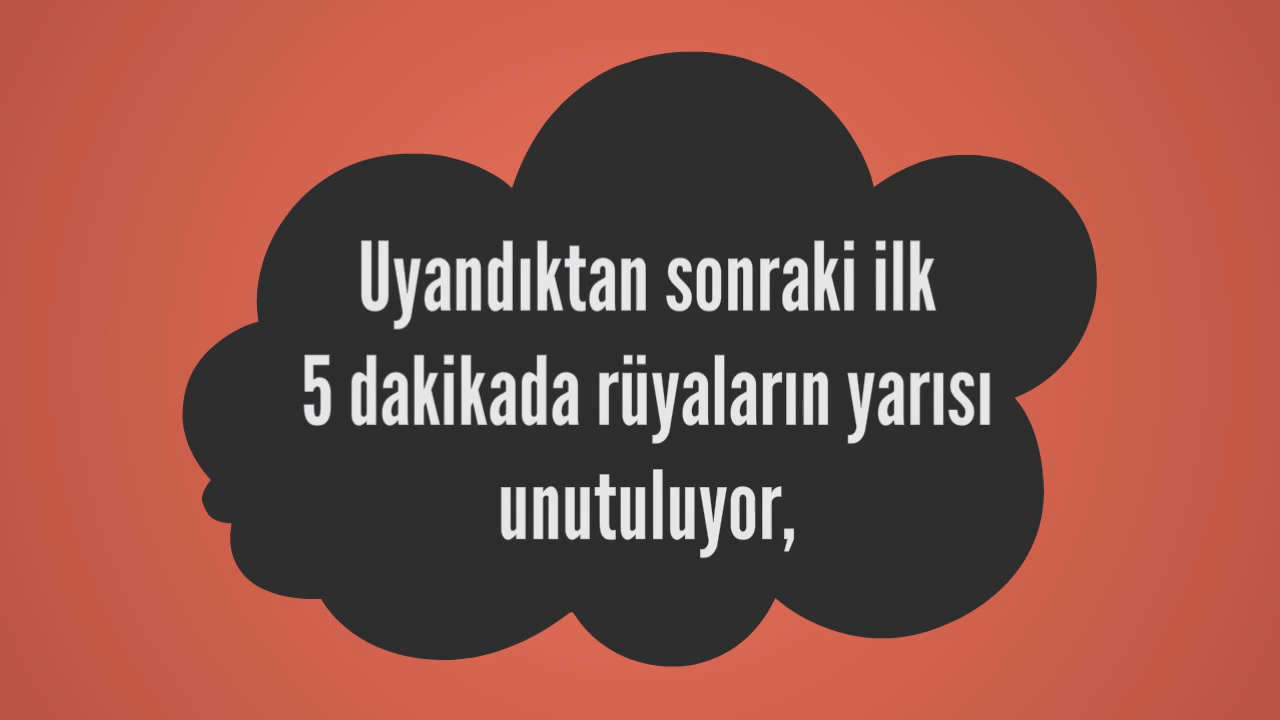 Uyandıktan sonraki ilk
5 dakikada rüyaların yarısı
unutuluyor,